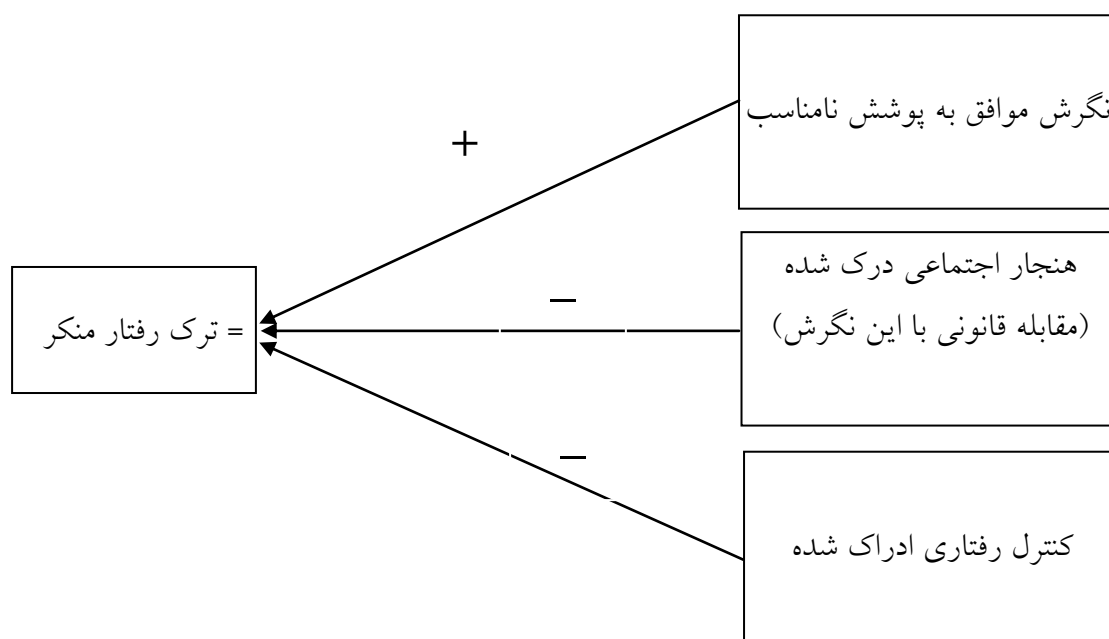 نگرش موافق به پوشش نامناسب
+
هنجار اجتماعی درک شده
(مقابله قانونی با این نگرش)
–
= ترک رفتار منکر
–
کنترل رفتاری ادراک شده